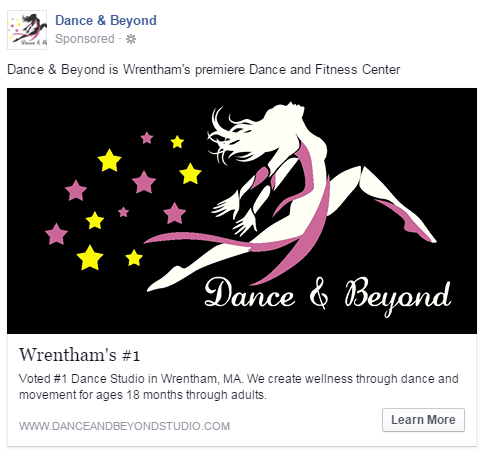 Dance & Beyond
Sponsored ·
Dance & Beyond
Dance & Beyond is Wrentham's premiere Dance and Fitness Center
Dance & Beyond
Wrentham's #1
Voted #1 Dance Studio in Wrentham, MA. We create wellness through dance and
movement for ages 18 months through adults.
WWW.DANCEANDBEYONDSTUDIO.COM
Learn More